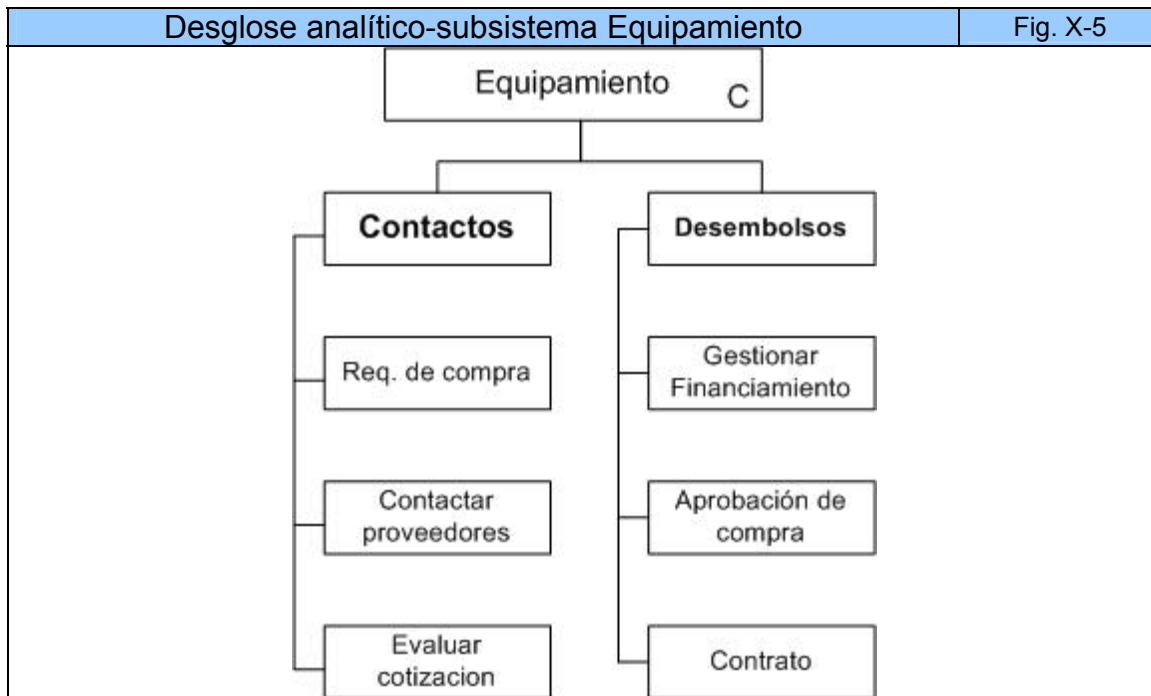 Desglose analítico-subsistema Equipamiento
Fig. X-5
Equipamiento
C
Contactos
Req. de compra
Contactar
proveedores
Evaluar
cotizacion
Desembolsos
Gestionar
Financiamiento
Aprobación de
compra
Contrato